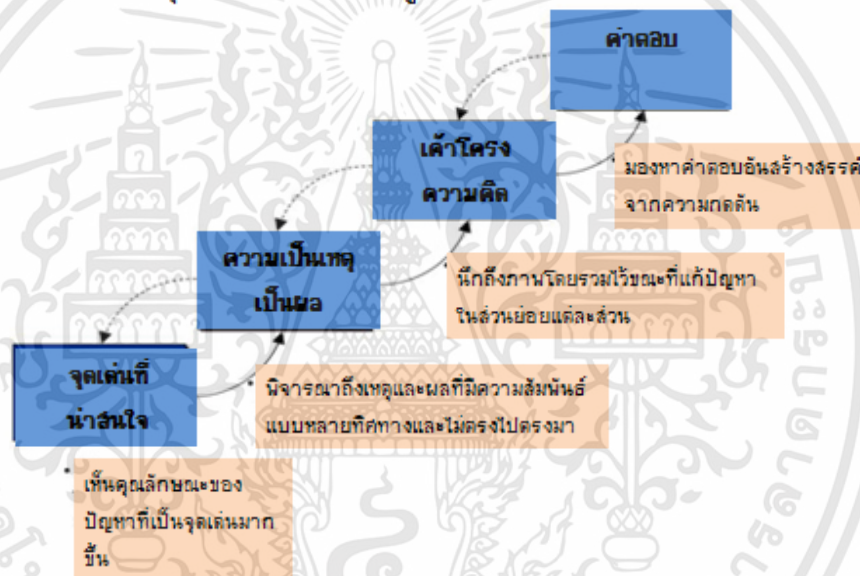 คำตอบ
เค้าโครง
ความคิด
มองหาคำตอบอันสร้างสรรค์
จากความกดดัน
ความเป็นเหตุ
เป็นผล
นึกถึงภาพโดยรวมไว้ขณะที่แก้ปัญหา
ในส่วนย่อยแต่ละส่วน
จุดเด่นที่
น่าสนใจ
พิจารณาถึงเหตุและผลที่มีความสัมพันธ์
แบบหลายทิศทางและไม่ตรงไปตรงมา
เห็นคุณลักษณะของ
ปัญหาที่เป็นจุดเด่นมาก
ขึ้น